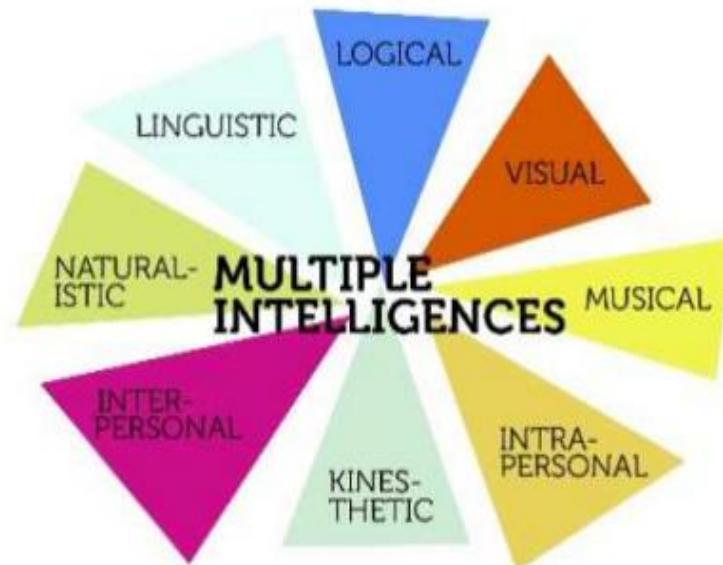 LOGICAL
LINGUISTIC
VISUAL
NATURAL-
ISTIC
MULTIPLE
INTELLIGENCES
MUSICAL
INTER-
PERSONAL
INTRA-
PERSONAL
KINES-
THETIC